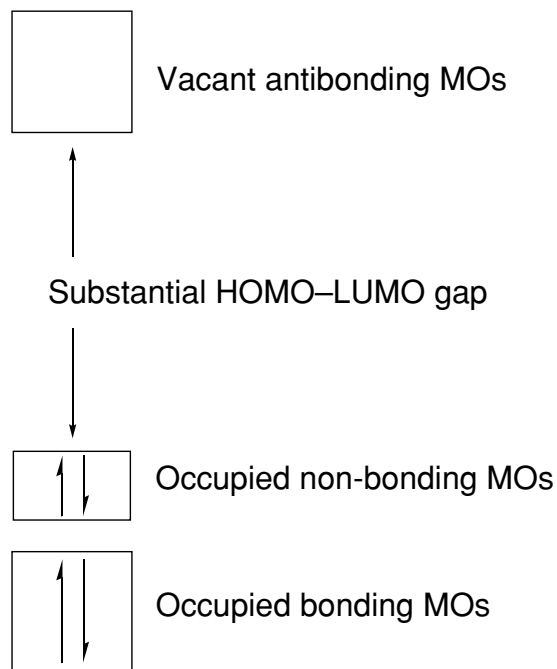 Vacant antibonding MOs
Substantial HOMO–LUMO gap
Occupied non-bonding MOs
Occupied bonding MOs